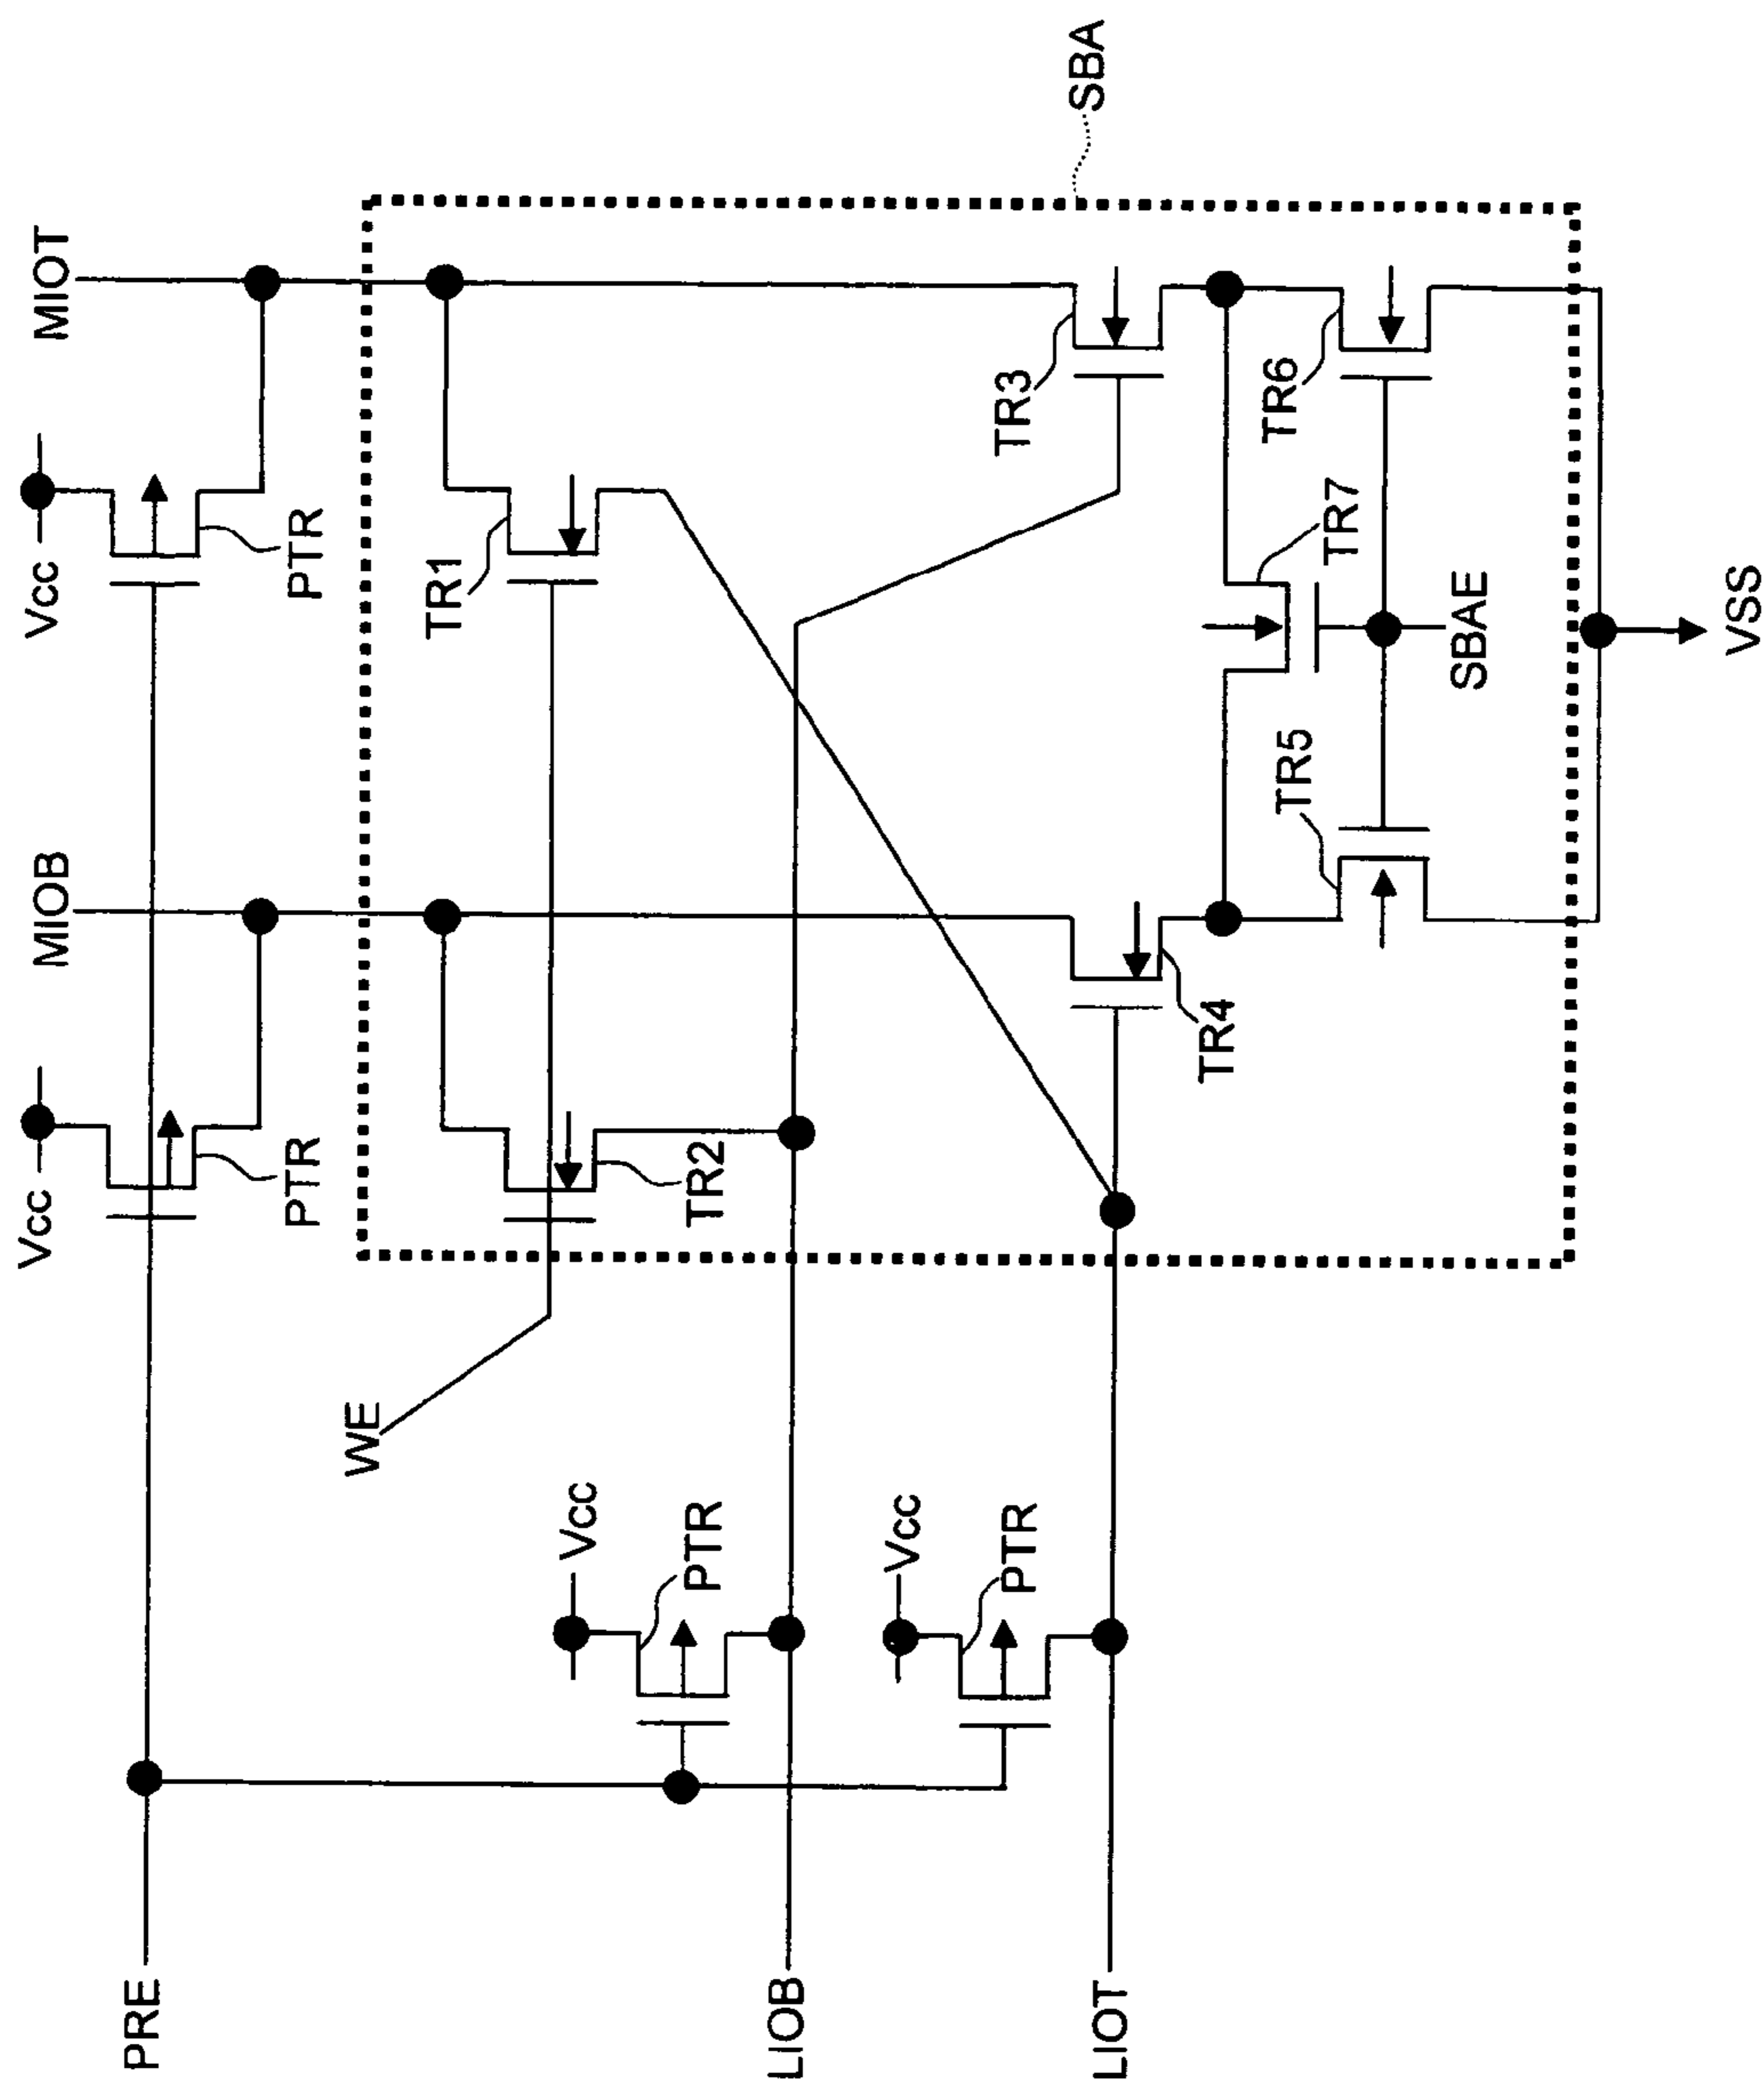 SBA
MIOT
Vcc
PTR
MIOB
Vcc
PTR
TR1
TR2
WE
TR3
TR4
TR5
TR6
TR7
SBAE
VSS
Vcc
PTR
Vcc
PTR
PRE
LIOB
LIOT